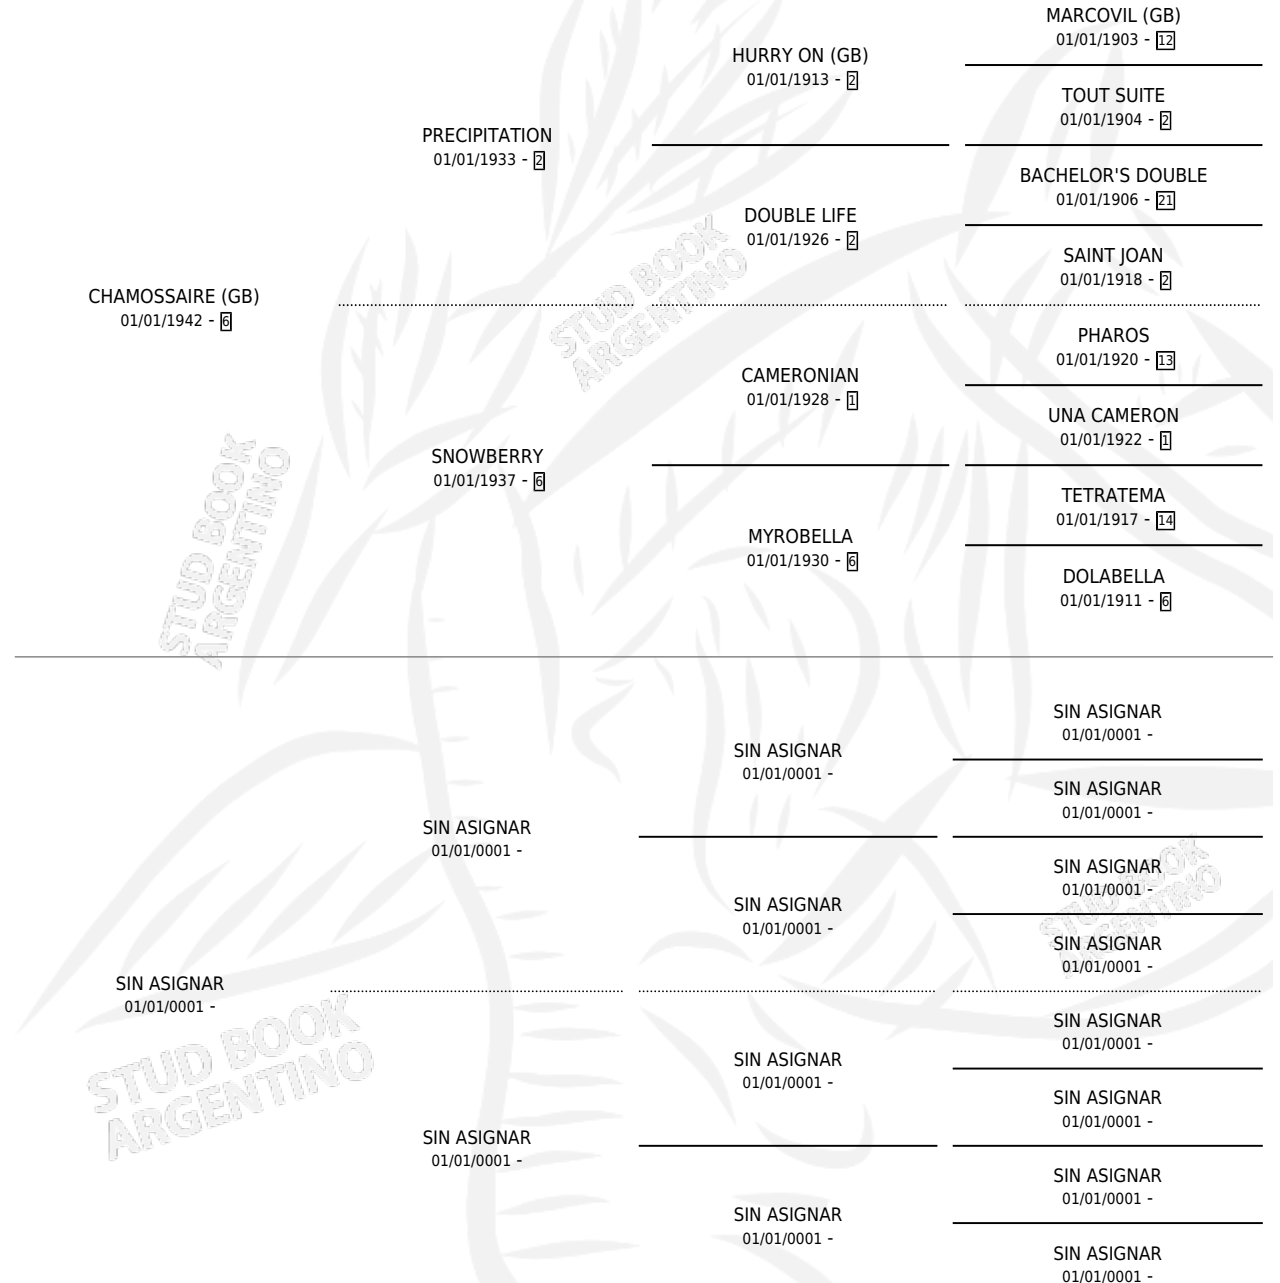 MARCOVIL (GB)
01/01/1903 - 12
HURRY ON (GB)
01/01/1913 - 2
TOUT SUITE
01/01/1904 - 2
PRECIPITATION
01/01/1933 - 2
BACHELOR'S DOUBLE
01/01/1906 - 21
DOUBLE LIFE
01/01/1926 - 2
SAINT JOAN
01/01/1918 - 2
CHAMOSSAIRE (GB)
01/01/1942 - 6
PHAROS
01/01/1920 - 13
CAMERONIAN
01/01/1928 - 1
UNA CAMERON
01/01/1922 - 1
SNOWBERRY
01/01/1937 - 6
TETRATEMA
01/01/1917 - 14
MYROBELLA
01/01/1930 - 6
DOLABELLA
01/01/1911 - 6
STUD BOOK
ARGENTINO
STUD BOOK
ARGENTINO
SIN ASIGNAR
01/01/0001 -
SIN ASIGNAR
01/01/0001 -
SIN ASIGNAR
01/01/0001 -
SIN ASIGNAR
01/01/0001 -
SIN ASIGNAR
01/01/0001 -
SIN ASIGNAR
01/01/0001 -
SIN ASIGNAR
01/01/0001 -
SIN ASIGNAR
01/01/0001 -
SIN ASIGNAR
01/01/0001 -
SIN ASIGNAR
01/01/0001 -
SIN ASIGNAR
01/01/0001 -
SIN ASIGNAR
01/01/0001 -
SIN ASIGNAR
01/01/0001 -
SIN ASIGNAR
01/01/0001 -
SIN ASIGNAR
01/01/0001 -
STUD BOOK
ARGENTINO
STUD BOOK
ARGENTINO